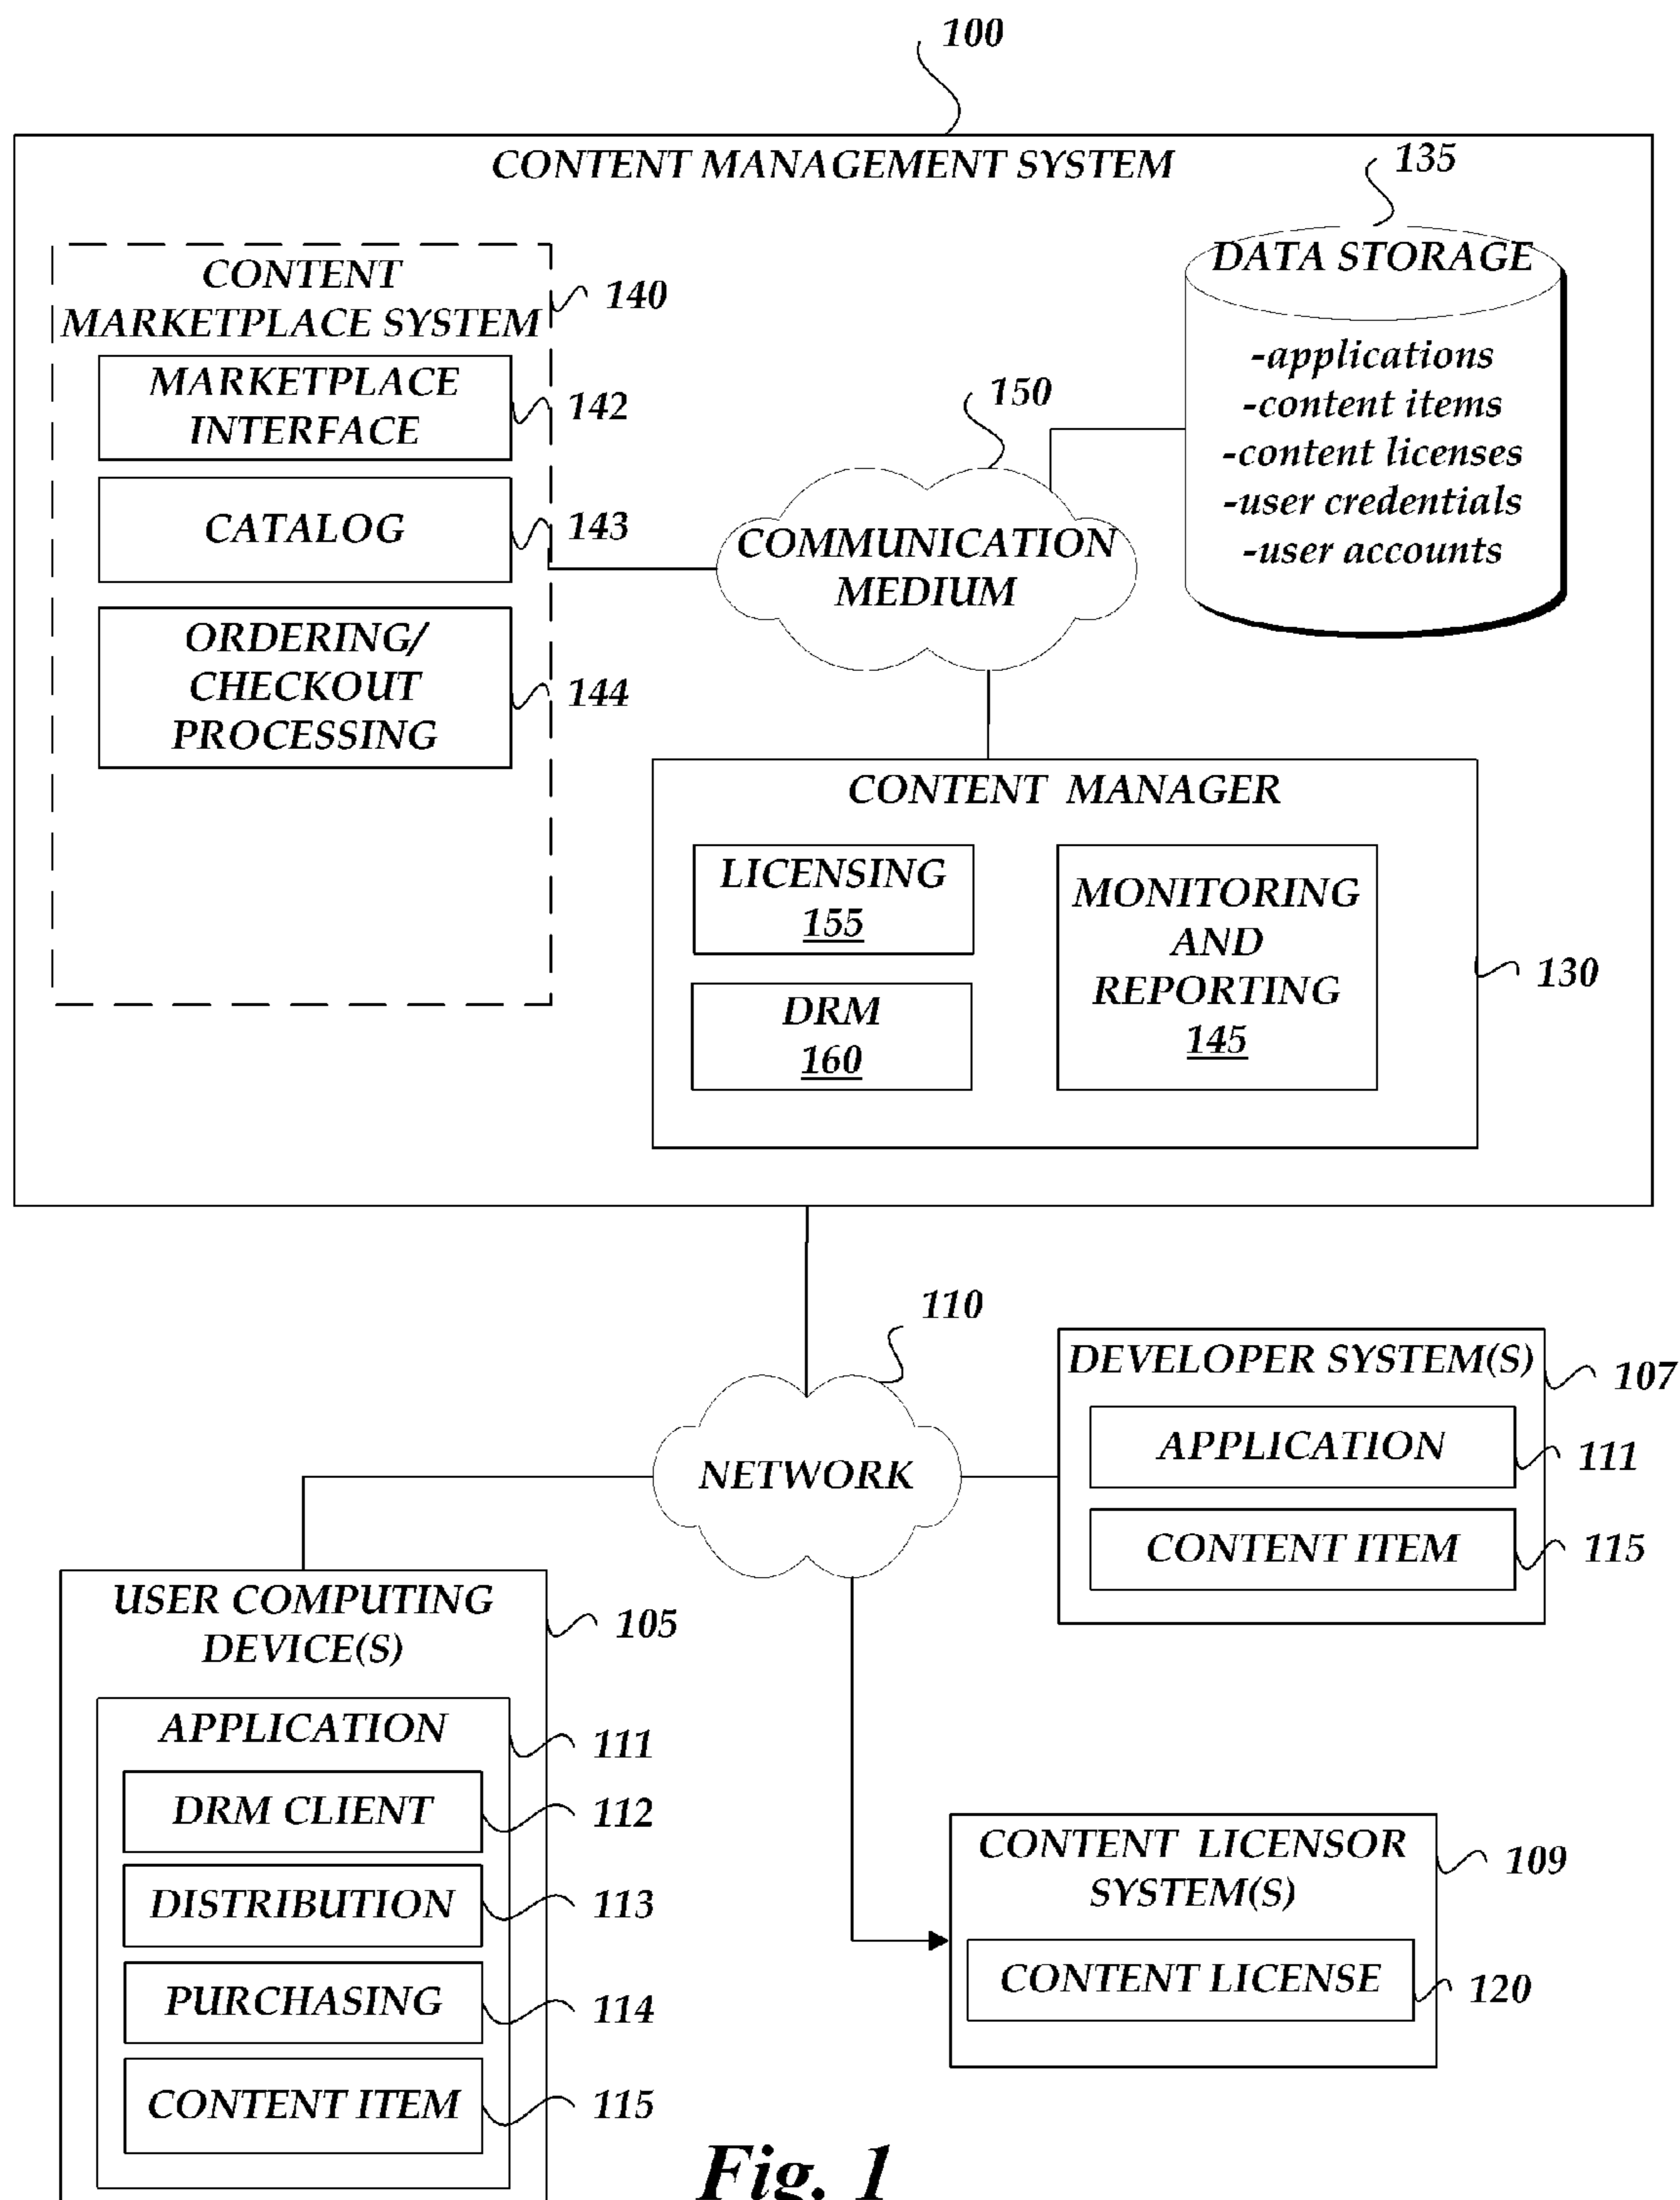 100
CONTENT MANAGEMENT SYSTEM
135
DATA STORAGE
-applications
-content items
-content licenses
-user credentials
-user accounts
CONTENT
MARKETPLACE SYSTEM
140
MARKETPLACE
INTERFACE
142
CATALOG
143
ORDERING/
CHECKOUT
PROCESSING
144
150
COMMUNICATION
MEDIUM
CONTENT MANAGER
LICENSING
155
DRM
160
MONITORING
AND
REPORTING
145
130
110
NETWORK
DEVELOPER SYSTEM(S)
107
APPLICATION
111
CONTENT ITEM
115
USER COMPUTING
DEVICE(S)
105
APPLICATION
111
DRM CLIENT
112
DISTRIBUTION
113
PURCHASING
114
CONTENT ITEM
115
CONTENT LICENSOR
SYSTEM(S)
109
CONTENT LICENSE
120
Fig. 1